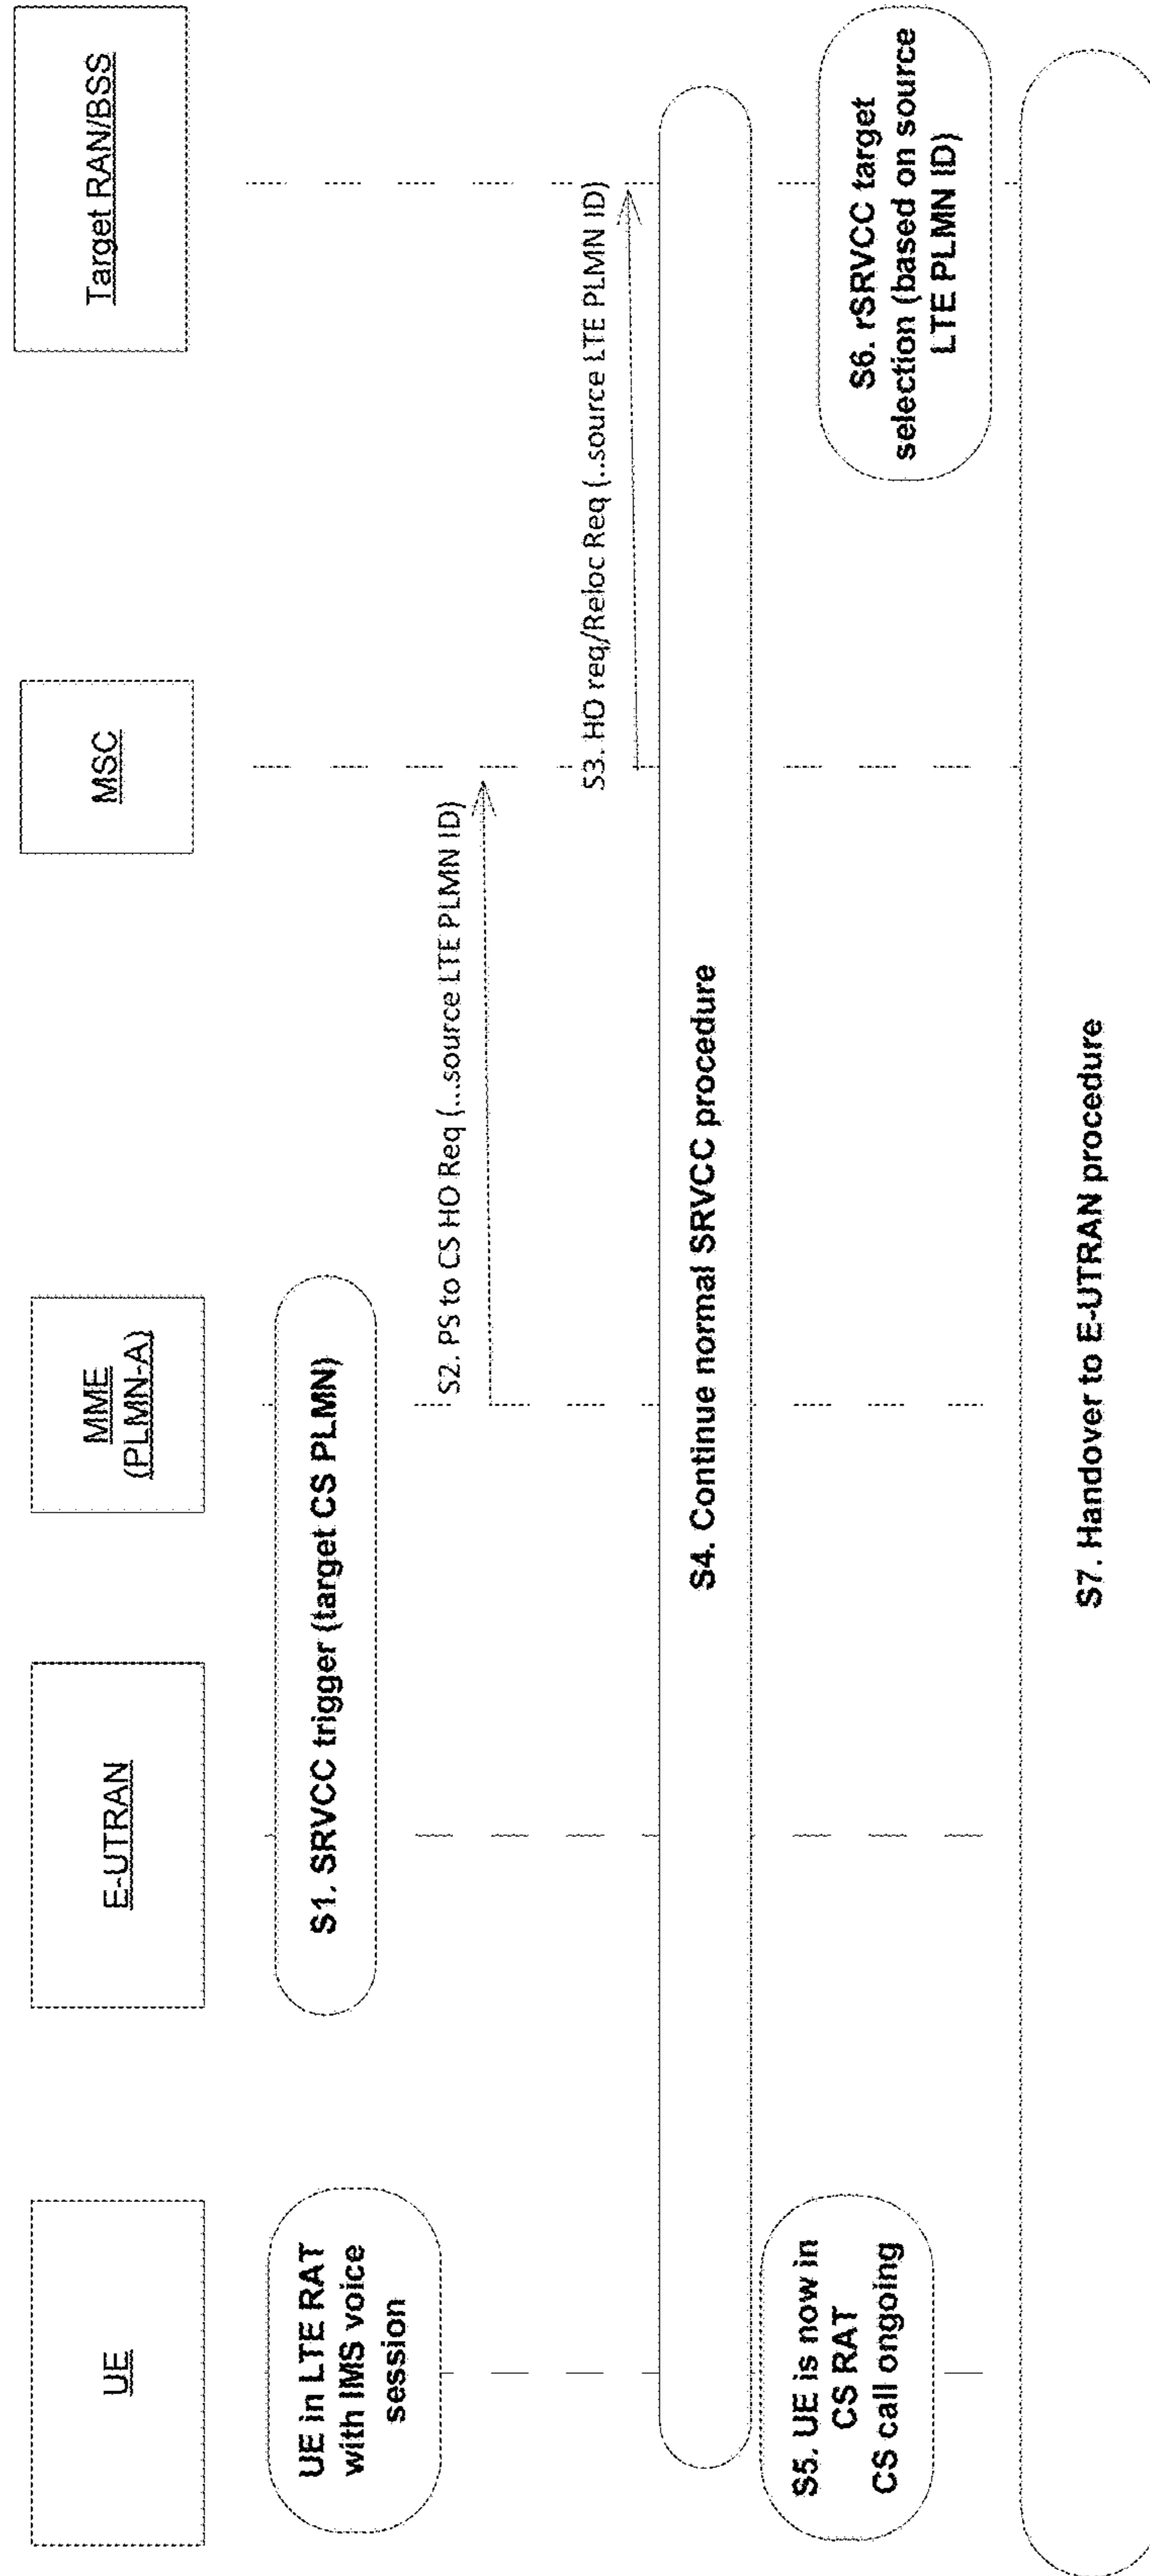 UE
E-UTRAN
MME
(PLMN-A)
MSC
Target RAN/BSS
UE in LTE RAT
with IMS voice
session
S1. SRVCC trigger (target CS PLMN)
S2. PS to CS HO Req (...source LTE PLMN ID)
S3. HO req/Reloc Req (..source LTE PLMN ID)
S4. Continue normal SRVCC procedure
S5. UE is now in
CS RAT
CS call ongoing
S6. rSRVCC target
selection (based on source
LTE PLMN ID)
S7. Handover to E-UTRAN procedure